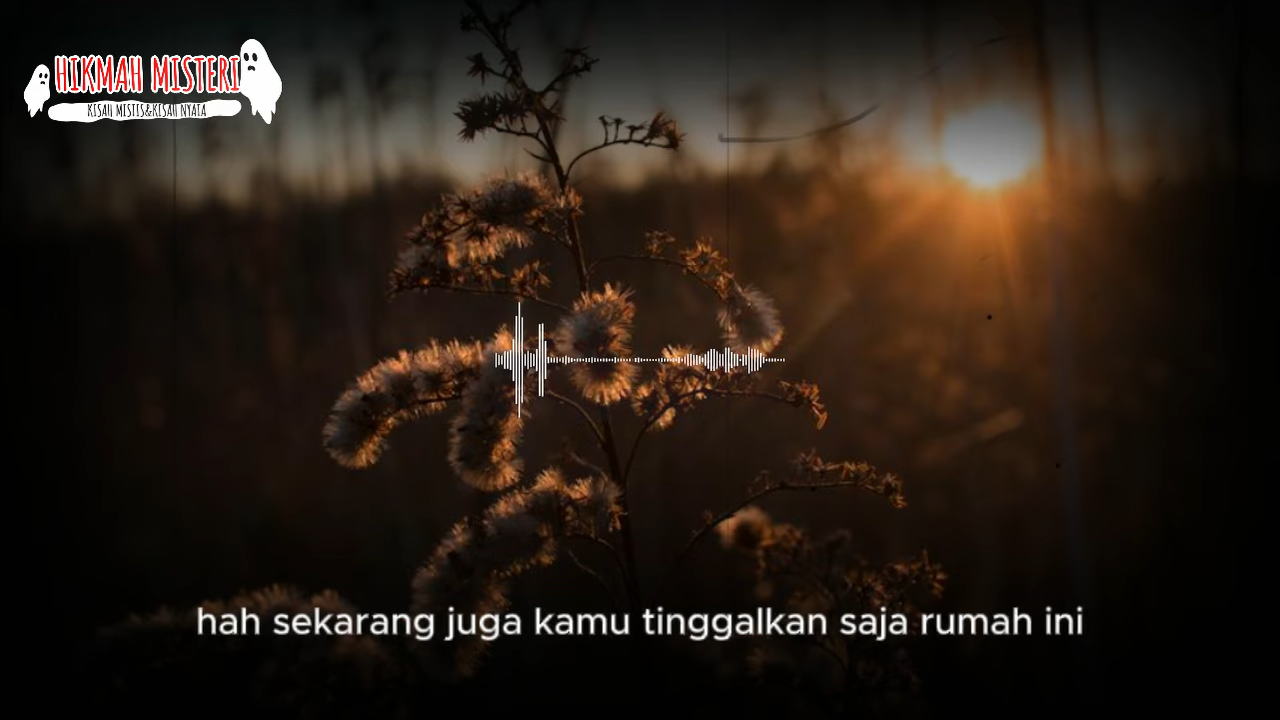 HIKMAH MISTERI
KISAH MISTIS&KISAH NYATA
hah sekarang juga kamu tinggalkan saja rumah ini